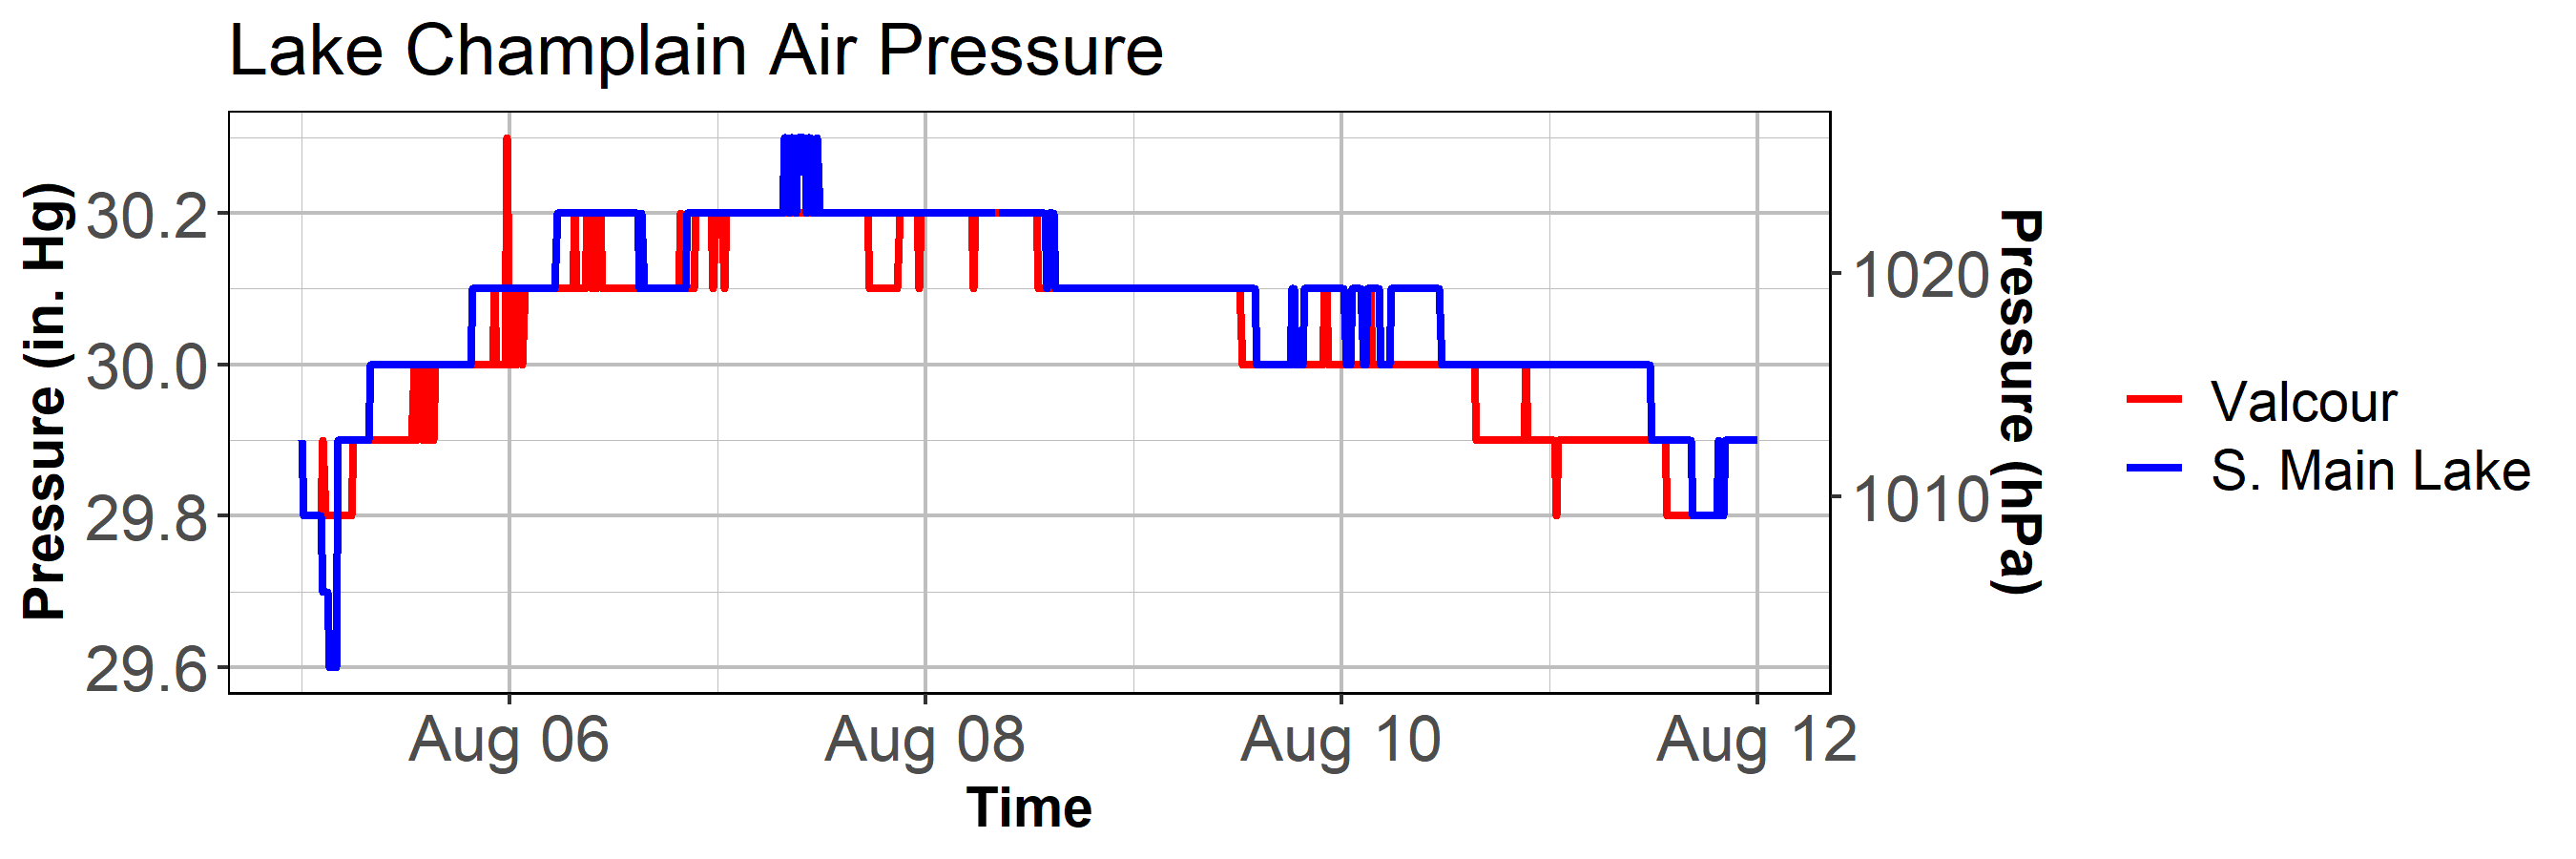 Lake Champlain Air Pressure
Pressure (in. Hg)
30.2
30.0
29.8
29.6
1020
1010
Pressure (hPa)
Valcour
S. Main Lake
Aug 06
Aug 08
Aug 10
Aug 12
Time